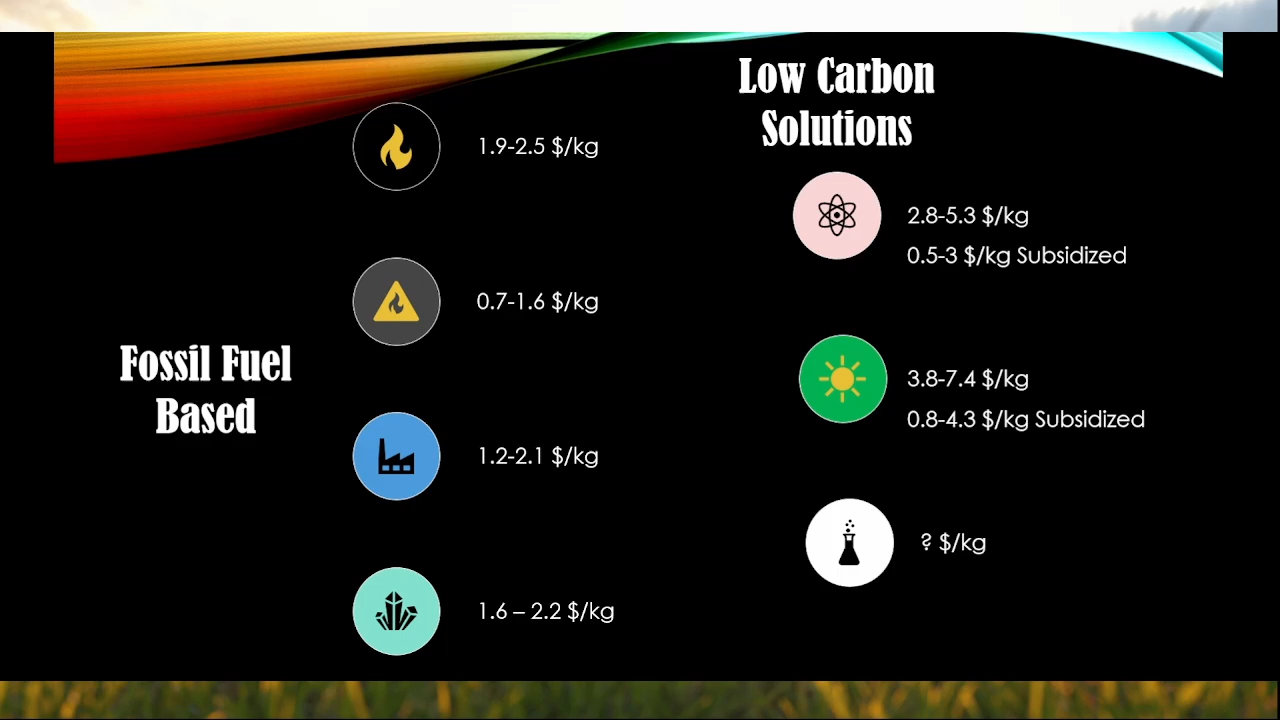 Fossil Fuel
Based
1.9-2.5 $/kg
0.7-1.6 $/kg
1.2-2.1 $/kg
1.6 – 2.2 $/kg
Low Carbon
Solutions
2.8-5.3 $/kg
0.5-3 $/kg Subsidized
3.8-7.4 $/kg
0.8-4.3 $/kg Subsidized
? $/kg